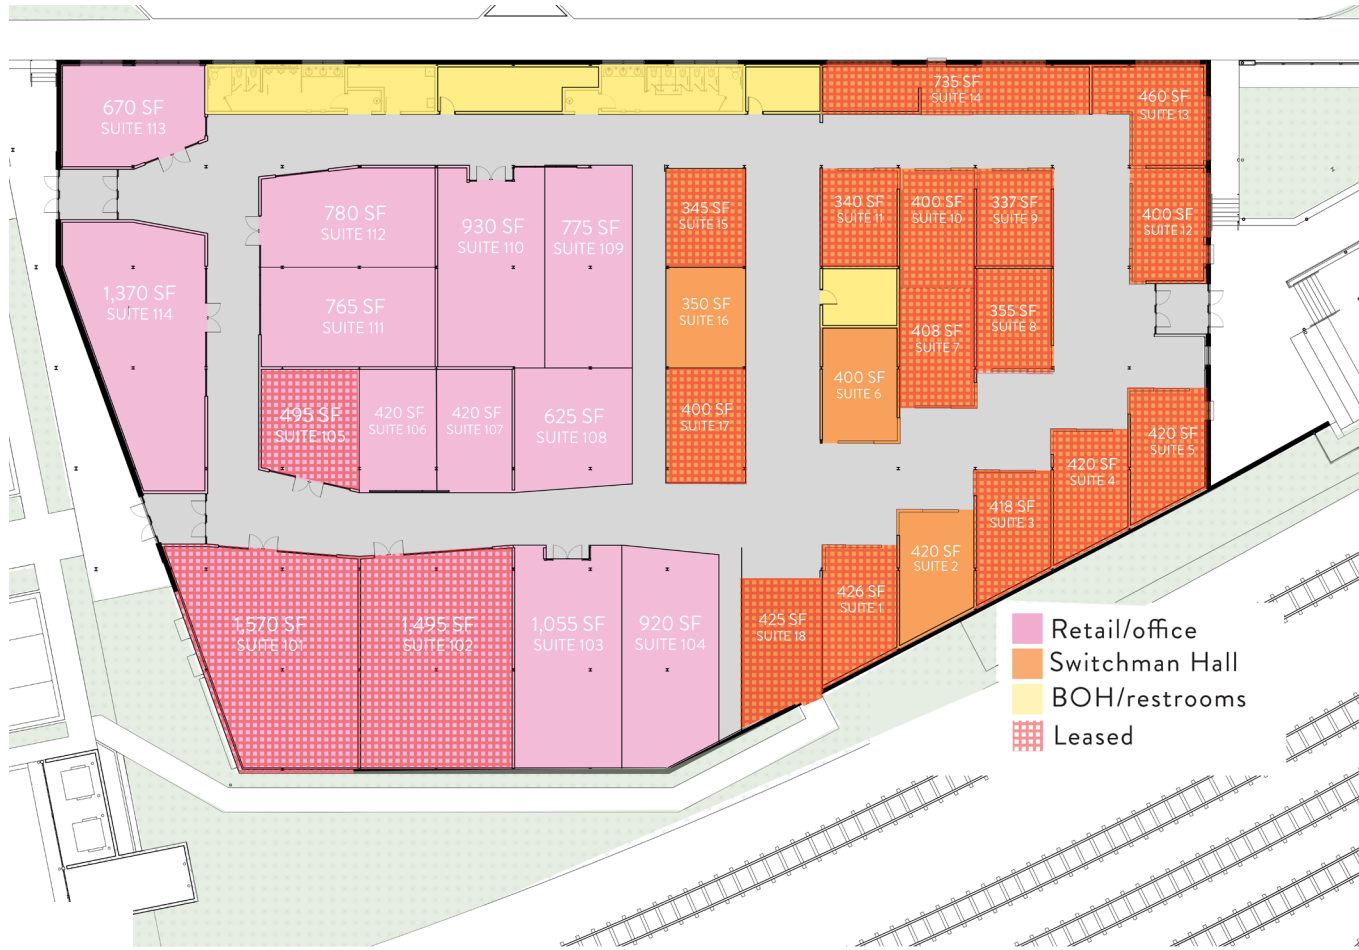 670 SF
SUITE 113
735 SF
SUITE 14
460 SF
SUITE 13
780 SF
SUITE 112
930 SF
SUITE 110
775 SF
SUITE 109
345 SF
SUITE 15
340 SF
SUITE 11
400 SF
SUITE 10
337 SF
SUITE 9
400 SF
SUITE 12
1,370 SF
SUITE 114
765 SF
SUITE 111
350 SF
SUITE 16
408 SF
SUITE 7
355 SF
SUITE 8
495 SF
SUITE 105
420 SF
SUITE 106
420 SF
SUITE 107
625 SF
SUITE 108
400 SF
SUITE 17
400 SF
SUITE 6
420 SF
SUITE 5
420 SF
SUITE 4
418 SF
SUITE 3
420 SF
SUITE 2
426 SF
SUITE 1
425 SF
SUITE 18
1,570 SF
SUITE 101
1,495 SF
SUITE 102
1,055 SF
SUITE 103
920 SF
SUITE 104
Retail/office
Switchman Hall
BOH/restrooms
Leased